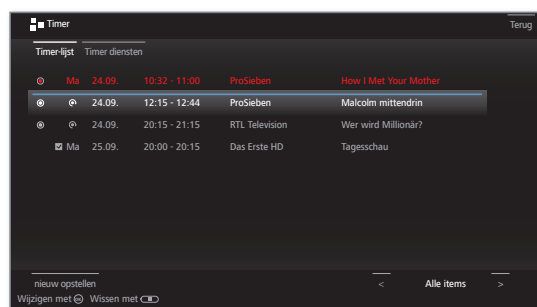 Timer
Terug
Timer-lijst Timer diensten
Ma 24.09. 10:32 - 11:00 ProSieben How I Met Your Mother
24.09. 12:15 - 12:44 ProSieben Malcolm mittendrin
24.09. 20:15 - 21:15 RTL Television Wer wird Millionär?
Ma 25.09. 20:00 - 20:15 Das Erste HD Tagesschau
nieuw opstellen < Alle items >
Wijzigen met OK Wissen met